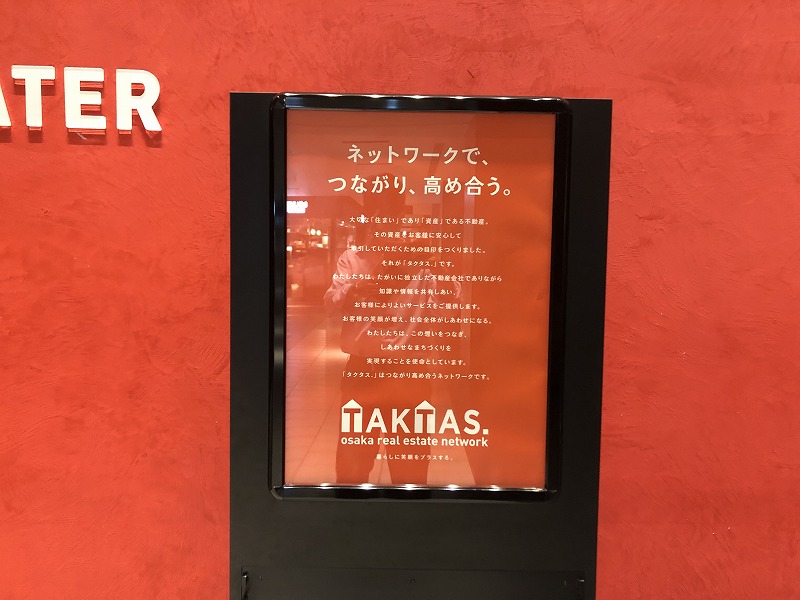 ATER
ネットワークで、
つながり、高め合う。
大切な「住まい」であり「資産」である不動産。
その資産を お客様に安心して
取引していただくための目印をつくりました。
それが「タクタス.」です。
わたしたちは、たがいに独立した不動産会社でありながら
知識や情報を共有しあい、
お客様によりよいサービスをご提供します。
お客様の笑顔が増え、社会全体がしあわせになる。
わたしたちは、この想いをつなぎ、
しあわせなまちづくりを
実現することを使命としています。
「タクタス.」はつながり高め合うネットワークです。
TAKTAS.
osaka real estate network
暮らしに笑顔をプラスする。